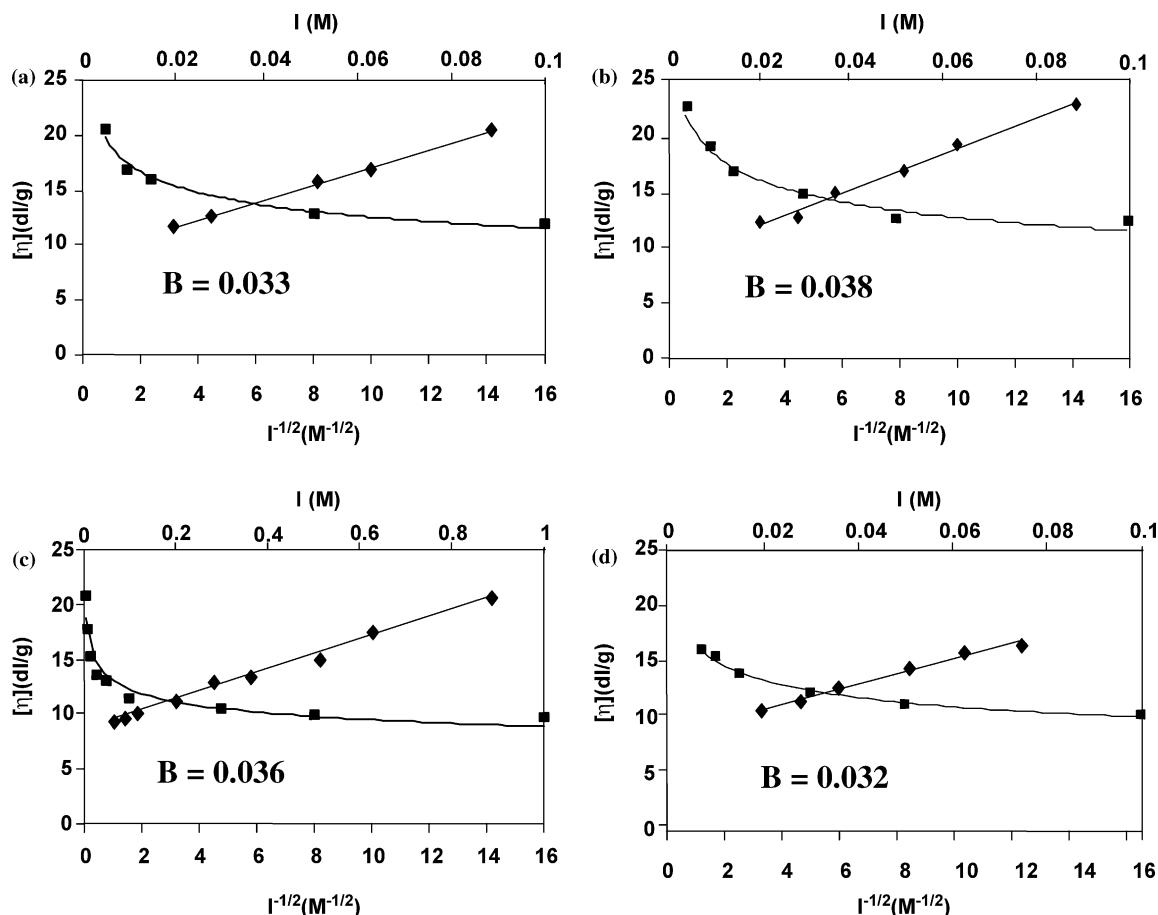 I (M)
0 0.02 0.04 0.06 0.08 0.1
(a)
25
20
15
10
5
0
[η](dl/g)
B = 0.033
0 2 4 6 8 10 12 14 16
I-1/2(M-1/2)
I (M)
0 0.02 0.04 0.06 0.08 0.1
(b)
25
20
15
10
5
0
[η](dl/g)
B = 0.038
0 2 4 6 8 10 12 14 16
I-1/2(M-1/2)
I (M)
0 0.2 0.4 0.6 0.8 1
(c)
25
20
15
10
5
0
[η](dl/g)
B = 0.036
0 2 4 6 8 10 12 14 16
I-1/2(M-1/2)
I (M)
0 0.02 0.04 0.06 0.08 0.1
(d)
25
20
15
10
5
0
[η](dl/g)
B = 0.032
0 2 4 6 8 10 12 14 16
I-1/2(M-1/2)